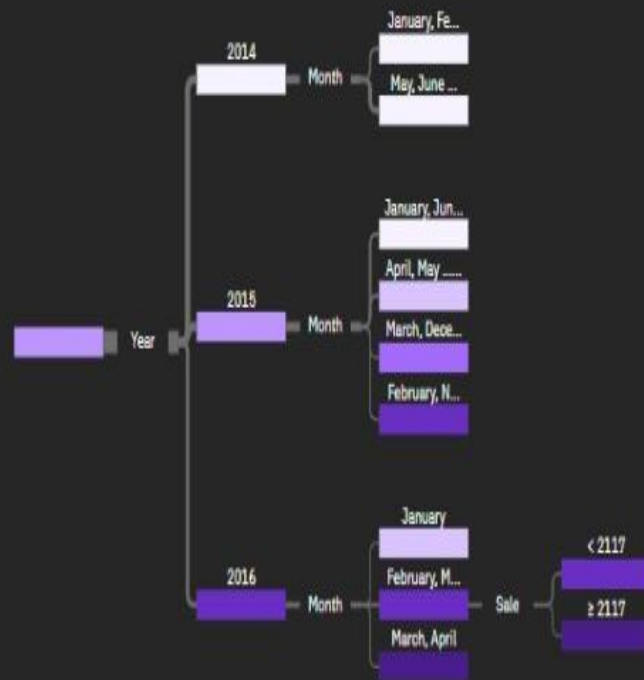 January, Fe...
2014
Month
May, June ...
January, Jun...
April, May ......
2015
Year
Month
March, Dece...
February, N...
January
< 2117
2016
February, M...
Month
Sale
≥ 2117
March, April